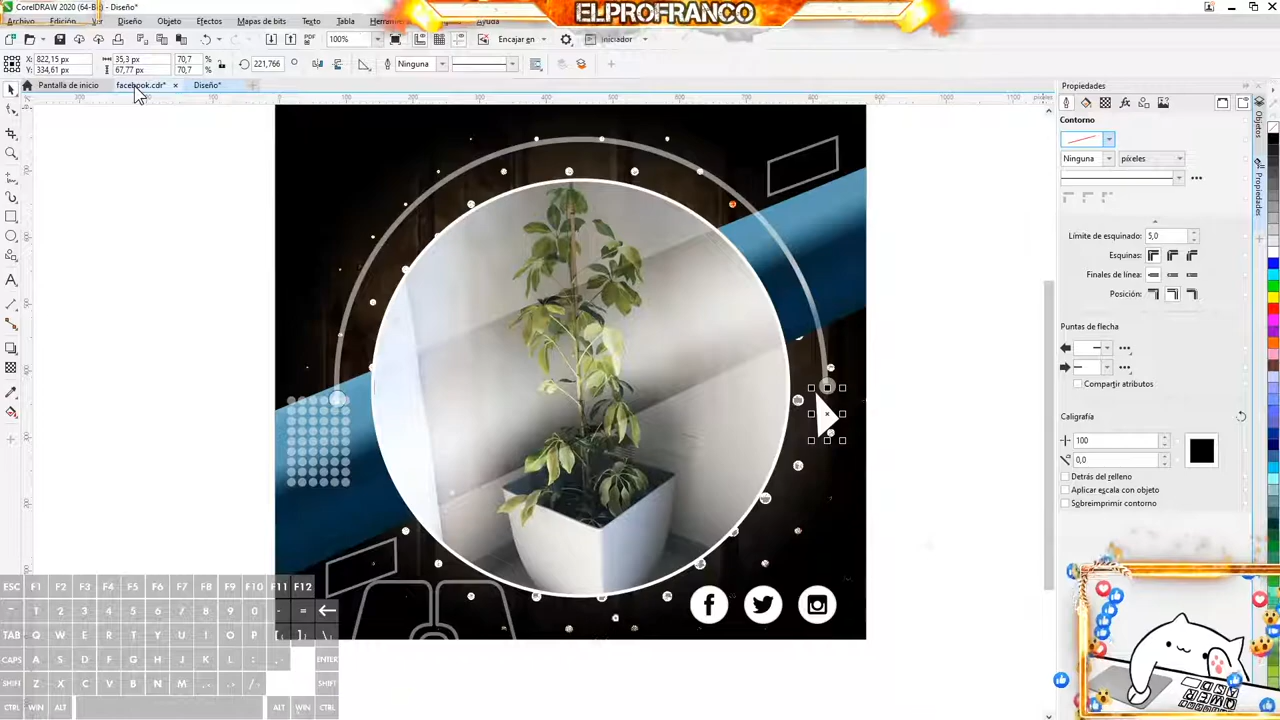 CorelDRAW 2020 (64-Bit) - Diseño*
ELPROFRANCO
Archivo Edición Ver Diseño Objeto Efectos Mapas de bits Texto Tabla Ayuda
100% Encajar en Iniciador
X: 822,15 px 35,3 px 70,7 % 221,766 ° Ninguna
Y: 334,61 px 67,77 px 70,7 %
Pantalla de inicio facebook.cdr* Diseño*
Propiedades
Contorno
Ninguna píxeles
Límite de esquinado: 5,0
Esquinas:
Finales de línea:
Posición:
Puntas de flecha
Compartir atributos
Caligrafía
100
0,0
Detrás del relleno
Aplicar escala con objeto
Sobreimprimir contorno
Objetos
Propiedades
ESC F1 F2 F3 F4 F5 F6 F7 F8 F9 F10 F11 F12
1 2 3 4 5 6 7 8 9 0 - =
TAB Q W E R T Y U I O P [ ] \
CAPS A S D F G H J K L ; ENTER
SHIFT Z X C V B N M , . / SHIFT
CTRL WIN ALT ALT WIN CTRL